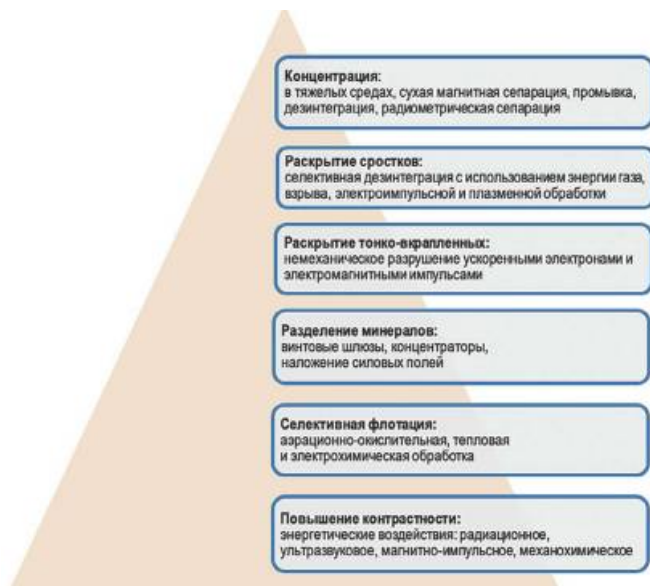 Концентрация:
в тяжелых средах, сухая магнитная сепарация, промывка,
дезинтеграция, радиометрическая сепарация
Раскрытие сростков:
селективная дезинтеграция с использованием энергии газа,
взрыва, электроимпульсной и плазменной обработки
Раскрытие тонко-вкрапленных:
немеханическое разрушение ускоренными электронами и
электромагнитными импульсами
Разделение минералов:
винтовые шлюзы, концентраторы,
наложение силовых полей
Селективная флотация:
аэрационно-окислительная, тепловая
и электрохимическая обработка
Повышение контрастности:
энергетические воздействия: радиационное,
ультразвуковое, магнитно-импульсное, механохимическое